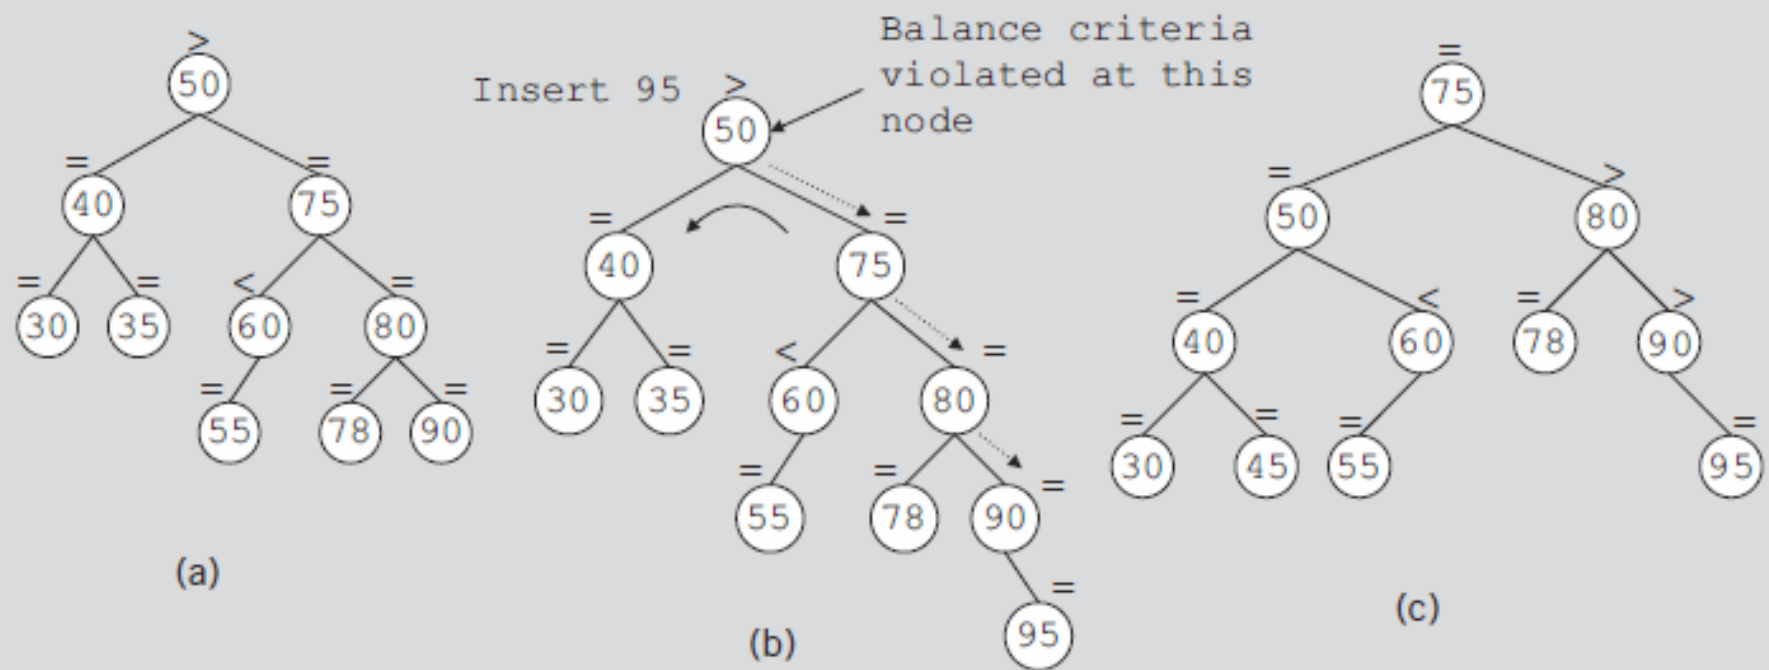 >
50
= =
40 75
= = < =
30 35 60 80
= = =
55 78 90
(a)
Insert 95
Balance criteria
violated at this
node
>
50
= =
40 75
= = < =
30 35 60 80
= = =
55 78 90
=
95
(b)
=
75
= >
50 80
= < = >
40 60 78 90
= = = =
30 45 55 95
(c)